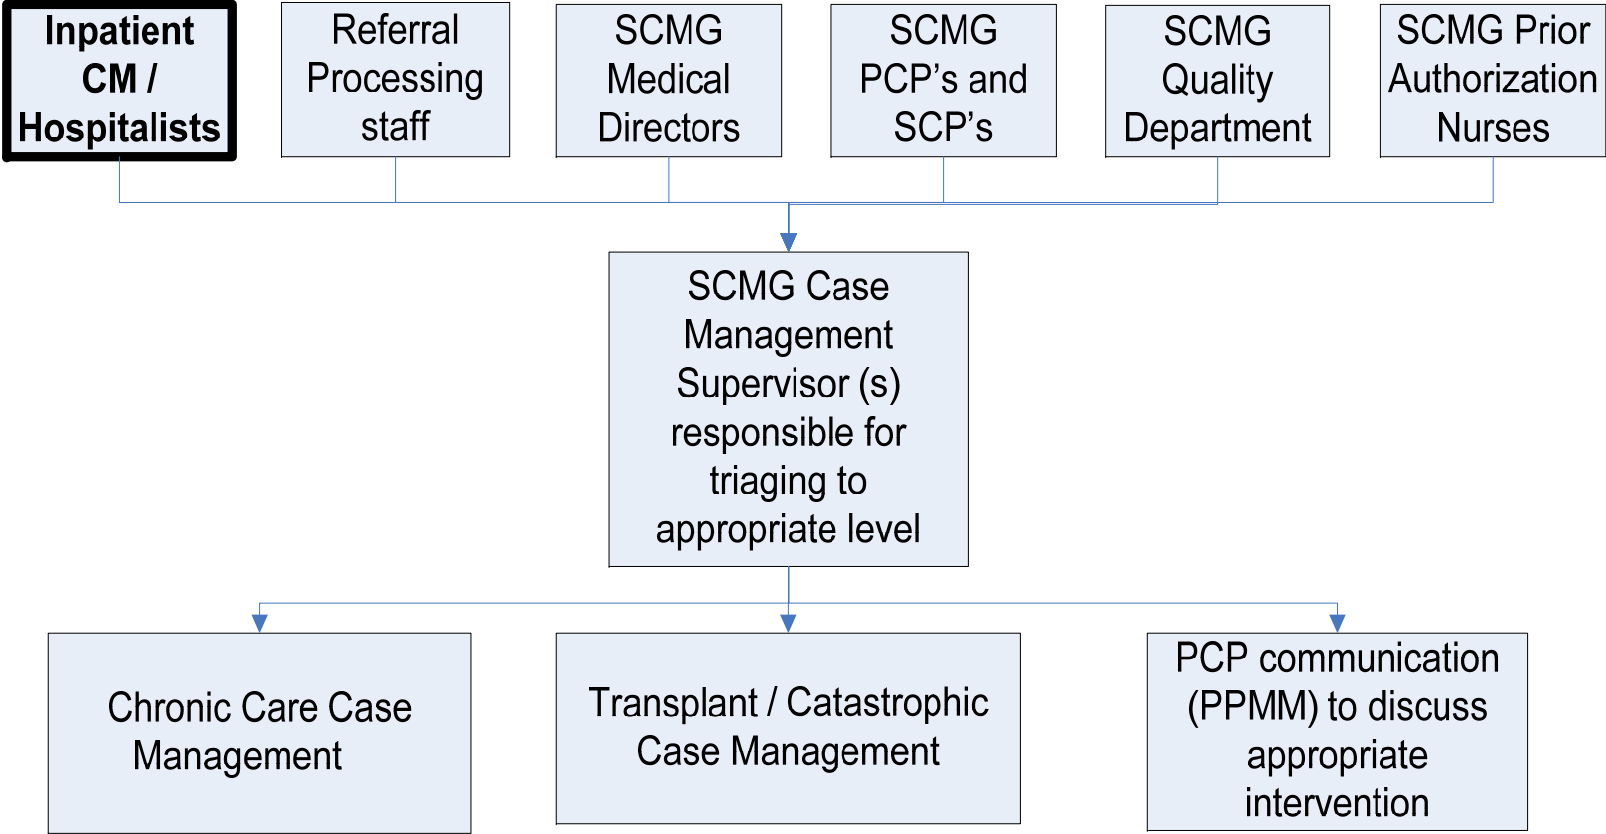 Inpatient
CM /
Hospitalists
Referral
Processing
staff
SCMG
Medical
Directors
SCMG
PCP’s and
SCP’s
SCMG
Quality
Department
SCMG Prior
Authorization
Nurses
SCMG Case
Management
Supervisor (s)
responsible for
triaging to
appropriate level
Chronic Care Case
Management
Transplant / Catastrophic
Case Management
PCP communication
(PPMM) to discuss
appropriate
intervention